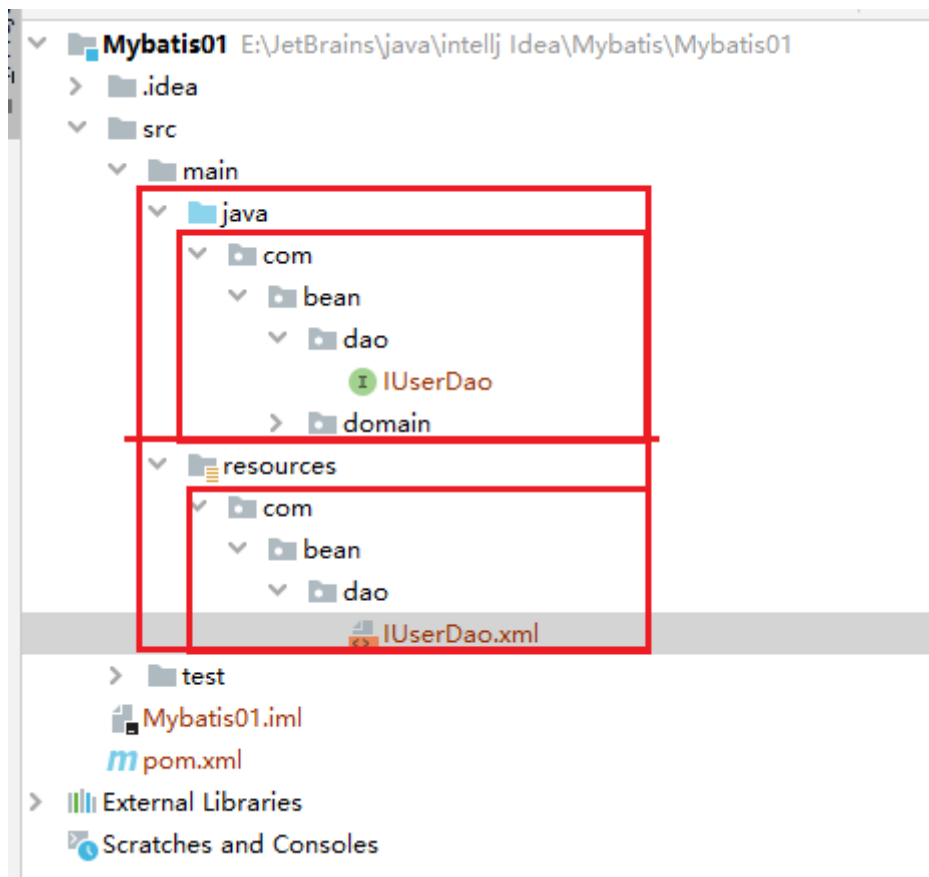 Mybatis01 E:\JetBrains\java\intellj Idea\Mybatis\Mybatis01
.idea
src
main
java
com
bean
dao
IUserDao
domain
resources
com
bean
dao
IUserDao.xml
test
Mybatis01.iml
pom.xml
External Libraries
Scratches and Consoles